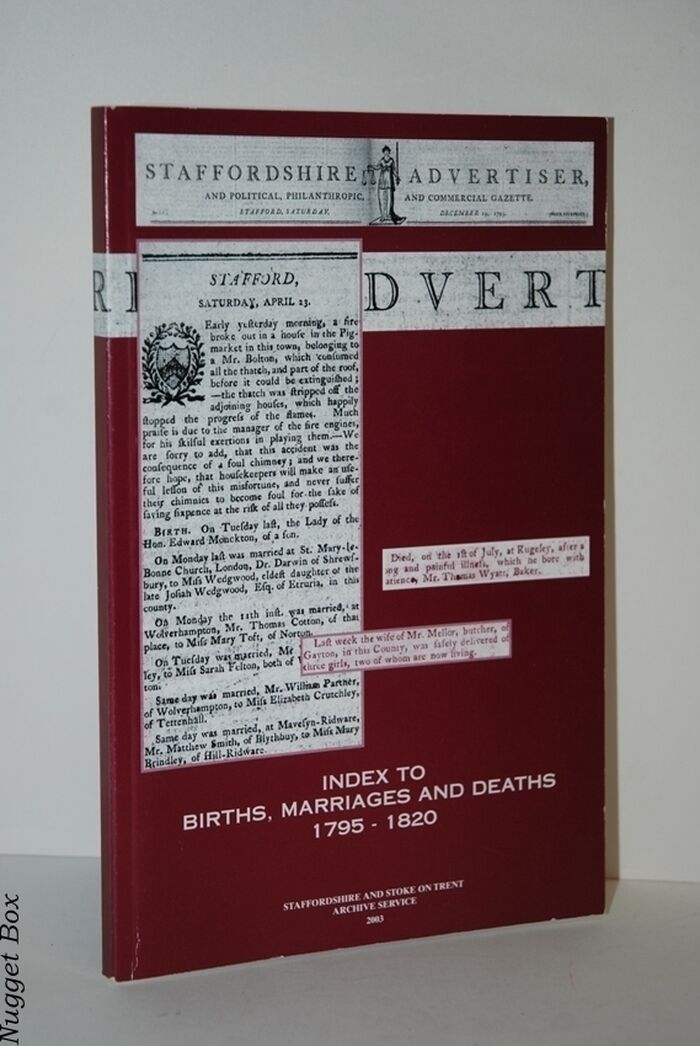 STAFFORDSHIRE ADVERTISER,
AND POLITICAL, PHILANTHROPIC, AND COMMERCIAL GAZETTE.
STAFFORD, SATURDAY, DECEMBER 19, 1795.
DVERT
STAFFORD,
SATURDAY, APRIL 23.
Early yeſterday morning, a fire
broke out in a houſe in the Pig-
market in this town, belonging to
a Mr. Bolton, which conſumed
all the thatch, and part of the roof,
before it could be extinguiſhed;
—the thatch was ſtripped off the
adjoining houſes, which happily
ſtopped the progreſs of the flames. Much
praiſe is due to the manager of the fire engines,
for his ſkilful exertions in playing them.—We
are ſorry to add, that this accident was the
conſequence of a foul chimney; and we there-
fore hope, that houſekeepers will make an uſe-
ful leſſon of this misfortune, and never ſuffer
their chimnies to become foul for the ſake of
ſaving ſixpence at the riſk of all they poſſeſs.
BIRTH. On Tueſday laſt, the Lady of the
Hon. Edward Monckton, of a ſon.
On Monday laſt was married at St. Mary-le-
Bonne Church, London, Dr. Darwin of Shrewſ-
bury, to Miſs Wedgwood, eldeſt daughter of the
late Joſiah Wedgwood, Eſq. of Etruria, in this
county.
On Monday the 11th inſt. was married, at
Wolverhampton, Mr. Thomas Cotton, of that
place, to Miſs Mary Toft, of Norton.
On Tueſday was married, Mr
ley, to Miſs Sarah Felton, both of
ton.
Same day was married, Mr. William Partner,
of Wolverhampton, to Miſs Elizabeth Crutchley,
of Tettenhall.
Same day was married, at Maveſyn-Ridware,
Mr. Matthew Smith, of Blythbuy, to Miſs Mary
Brindley, of Hill-Ridware.
Died, on the 1ſt of July, at Rugeley, after a
ong and painful illneſs, which he bore with
atience, Mr. Thomas Wyatt, Baker.
Laſt week the wife of Mr. Mellor, butcher, of
Gayton, in this County, was ſafely delivered of
three girls, two of whom are now living.
INDEX TO
BIRTHS, MARRIAGES AND DEATHS
1795 - 1820
STAFFORDSHIRE AND STOKE ON TRENT
ARCHIVE SERVICE
2003
Nugget Box